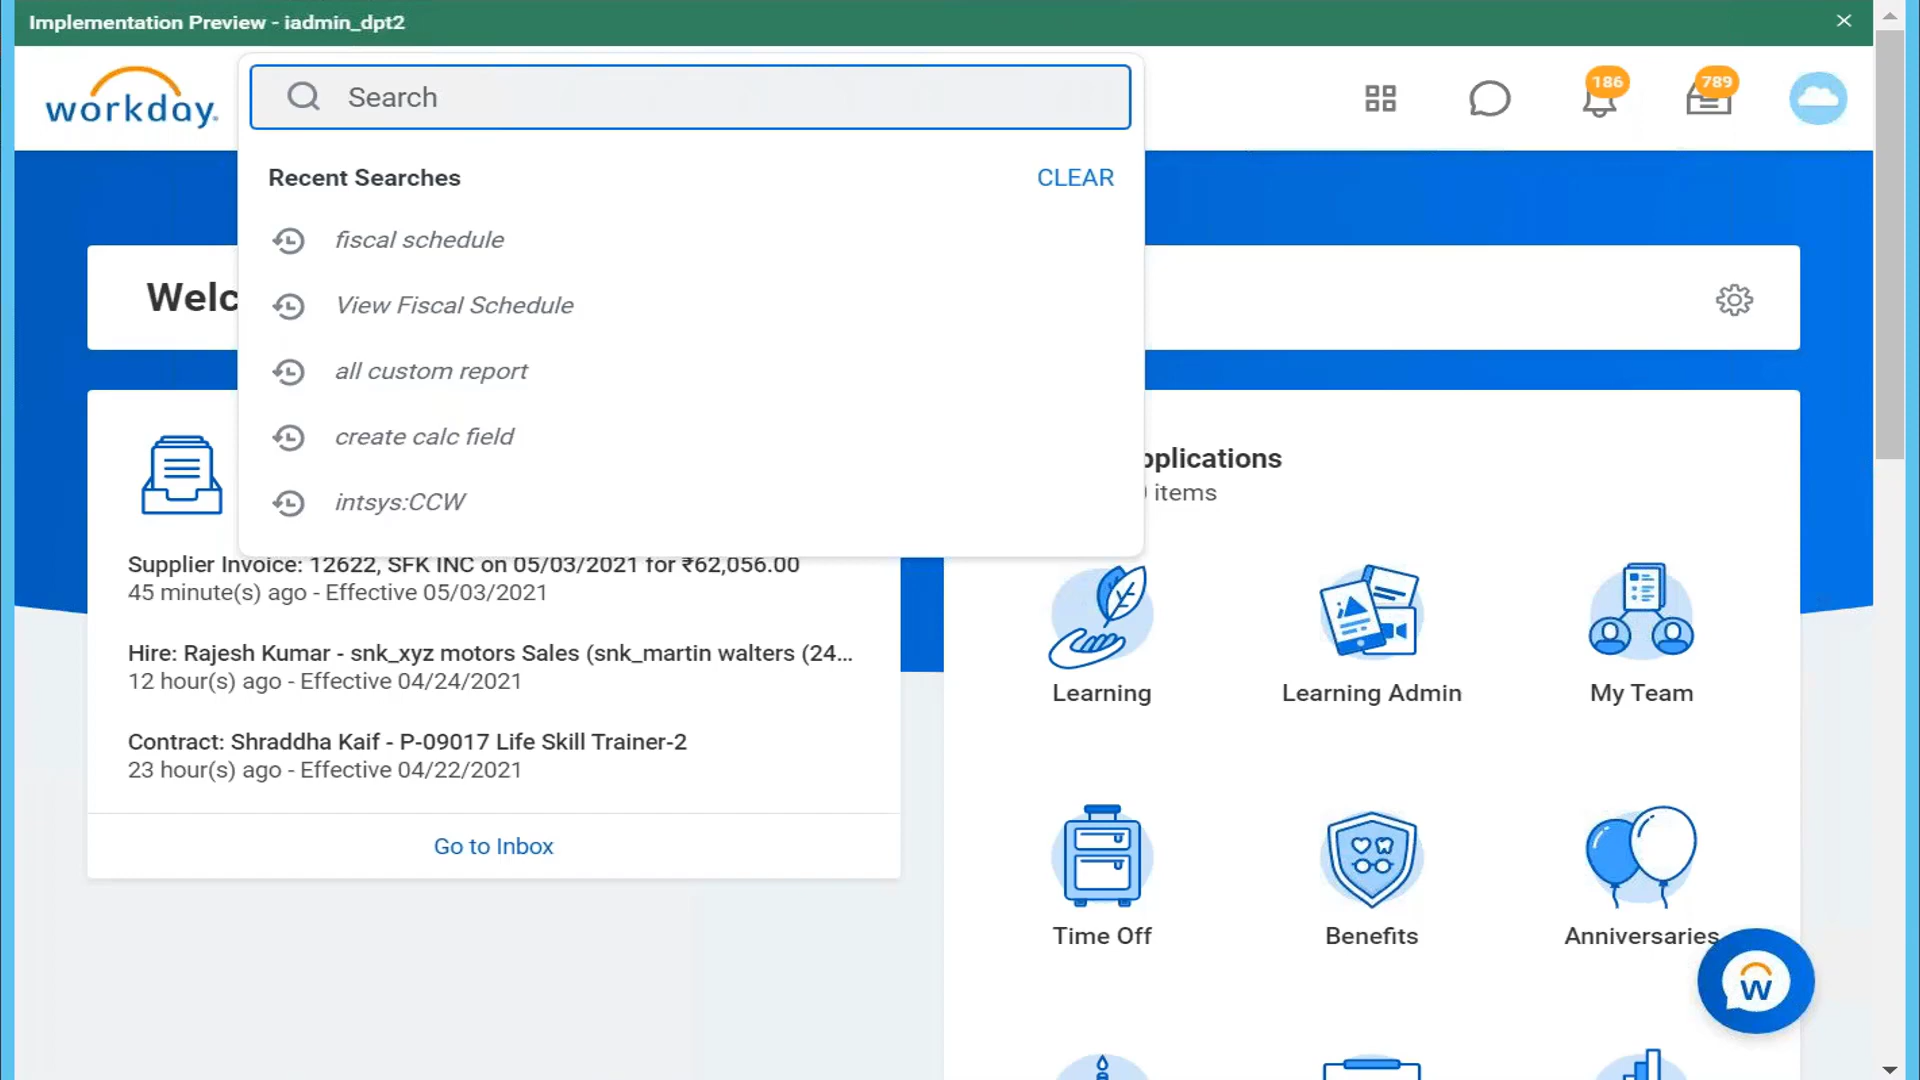 Implementation Preview - iadmin_dpt2
workday.
Search
186
789
Recent Searches
CLEAR
fiscal schedule
View Fiscal Schedule
all custom report
create calc field
intsys:CCW
Welc
pplications
items
Supplier Invoice: 12622, SFK INC on 05/03/2021 for ₹62,056.00
45 minute(s) ago - Effective 05/03/2021
Hire: Rajesh Kumar - snk_xyz motors Sales (snk_martin walters (24...
12 hour(s) ago - Effective 04/24/2021
Contract: Shraddha Kaif - P-09017 Life Skill Trainer-2
23 hour(s) ago - Effective 04/22/2021
Go to Inbox
Learning
Learning Admin
My Team
Time Off
Benefits
Anniversaries
W